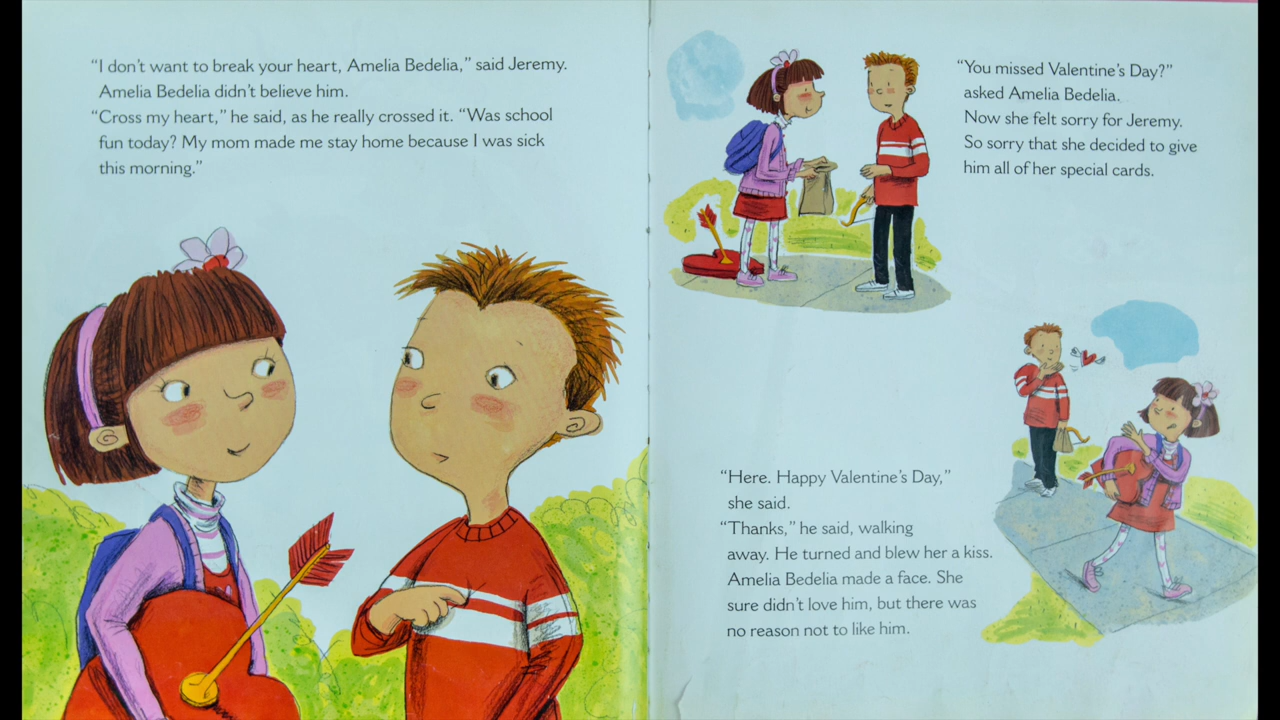 “I don’t want to break your heart, Amelia Bedelia,” said Jeremy.
Amelia Bedelia didn’t believe him.
“Cross my heart,” he said, as he really crossed it. “Was school
fun today? My mom made me stay home because I was sick
this morning.”
“You missed Valentine’s Day?”
asked Amelia Bedelia.
Now she felt sorry for Jeremy.
So sorry that she decided to give
him all of her special cards.
“Here. Happy Valentine’s Day,”
she said.
“Thanks,” he said, walking
away. He turned and blew her a kiss.
Amelia Bedelia made a face. She
sure didn’t love him, but there was
no reason not to like him.